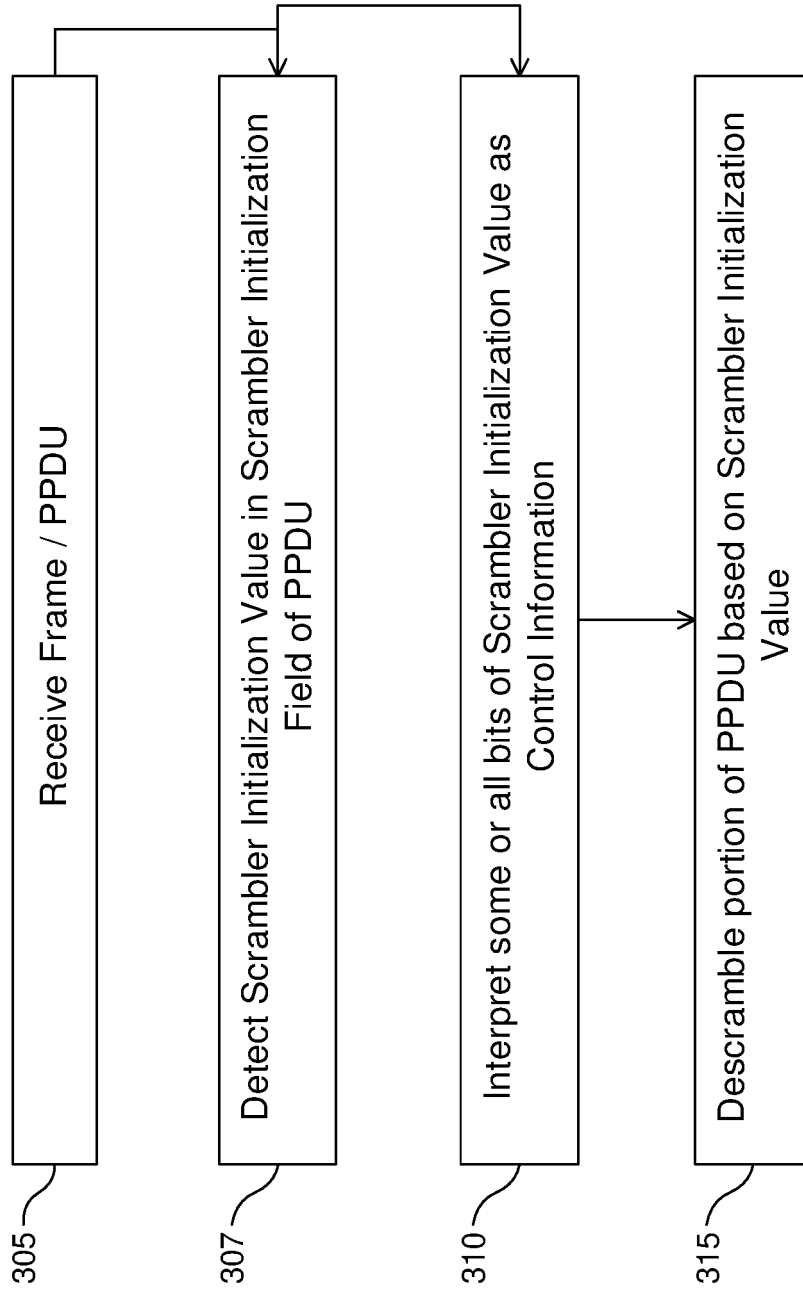 305
Receive Frame / PPDU
307
Detect Scrambler Initialization Value in Scrambler Initialization
Field of PPDU
310
Interpret some or all bits of Scrambler Initialization Value as
Control Information
315
Descramble portion of PPDU based on Scrambler Initialization
Value